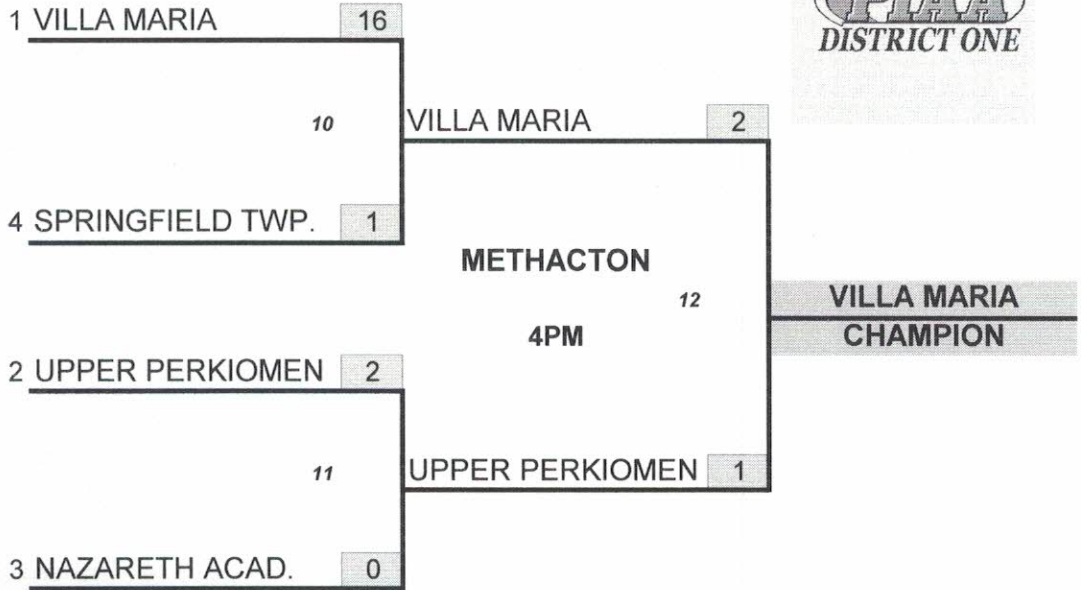 PIAA
DISTRICT ONE
1 VILLA MARIA 16
10
VILLA MARIA 2
4 SPRINGFIELD TWP. 1
METHACTON
12
VILLA MARIA
4PM
CHAMPION
2 UPPER PERKIOMEN 2
11
UPPER PERKIOMEN 1
3 NAZARETH ACAD. 0